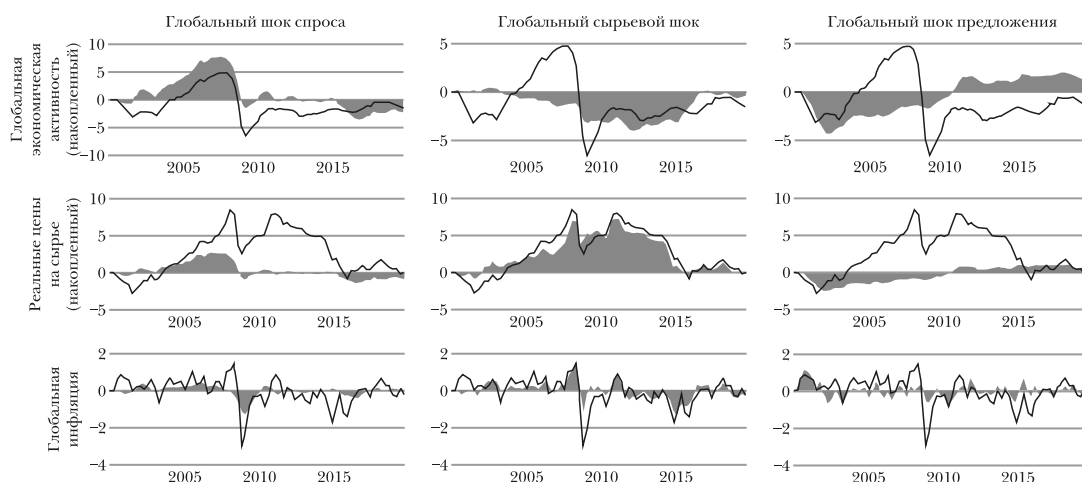 Глобальный шок спроса
Глобальный сырьевой шок
Глобальный шок предложения
Глобальная
экономическая
активность
(накопленный)
10
5
0
−5
−10
2005 2010 2015
5
0
−5
2005 2010 2015
5
0
−5
2005 2010 2015
Реальные цены
на сырье
(накопленный)
10
5
0
−5
2005 2010 2015
10
5
0
−5
2005 2010 2015
10
5
0
−5
2005 2010 2015
Глобальная
инфляция
2
0
−2
−4
2005 2010 2015
2
0
−2
−4
2005 2010 2015
2
0
−2
−4
2005 2010 2015